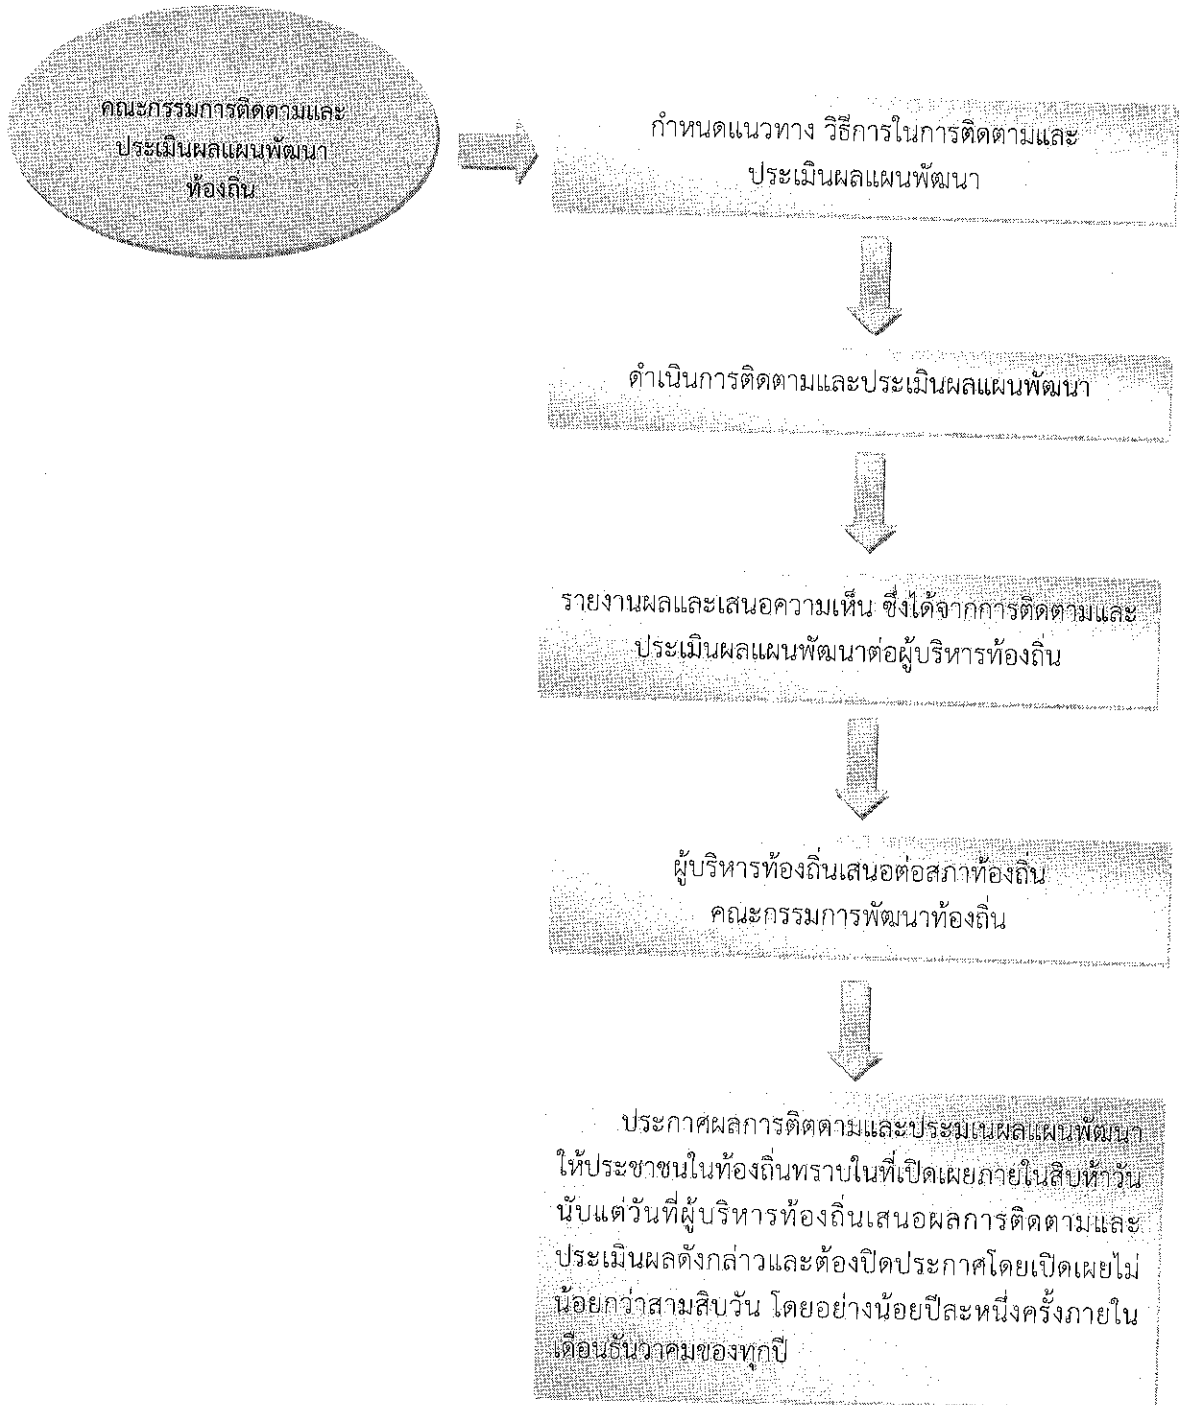 คณะกรรมการติดตามและ
ประเมินผลแผนพัฒนา
ท้องถิ่น
กำหนดแนวทาง วิธีการในการติดตามและ
ประเมินผลแผนพัฒนา
ดำเนินการติดตามและประเมินผลแผนพัฒนา
รายงานผลและเสนอความเห็น ซึ่งได้จากการติดตามและ
ประเมินผลแผนพัฒนาต่อผู้บริหารท้องถิ่น
ผู้บริหารท้องถิ่นเสนอต่อสภาท้องถิ่น
คณะกรรมการพัฒนาท้องถิ่น
ประกาศผลการติดตามและประเมินผลแผนพัฒนา
ให้ประชาชนในท้องถิ่นทราบในที่เปิดเผยภายในสิบห้าวัน
นับแต่วันที่ผู้บริหารท้องถิ่นเสนอผลการติดตามและ
ประเมินผลดังกล่าวและต้องปิดประกาศโดยเปิดเผยไม่
น้อยกว่าสามสิบวัน โดยอย่างน้อยปีละหนึ่งครั้งภายใน
เดือนธันวาคมของทุกปี